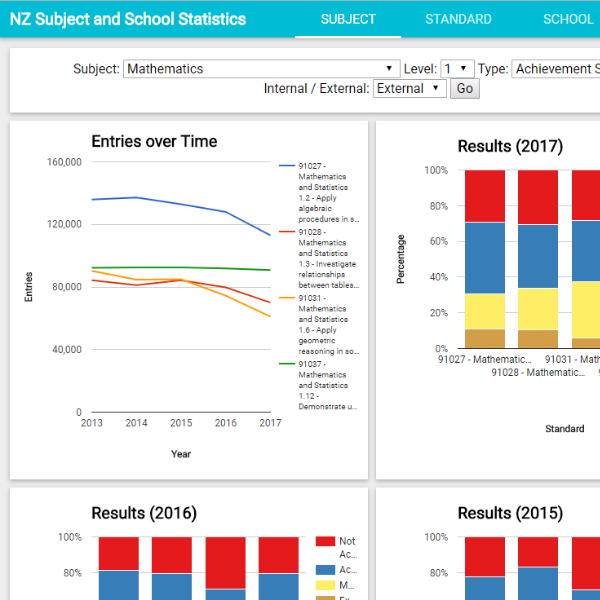 NZ Subject and School Statistics
SUBJECT
STANDARD
SCHOOL
Subject: Mathematics Level: 1 Type: Achievement S
Internal / External: External Go
Entries over Time
160,000
120,000
80,000
40,000
0
Entries
2013 2014 2015 2016 2017
Year
91027 -
Mathematics
and Statistics
1.2 - Apply
algebraic
procedures in s...
91028 -
Mathematics
and Statistics
1.3 - Investigate
relationships
between tables...
91031 -
Mathematics
and Statistics
1.6 - Apply
geometric
reasoning in so...
91037 -
Mathematics
and Statistics
1.12 -
Demonstrate u...
Results (2017)
100%
80%
60%
40%
20%
0%
Percentage
91027 - Mathematic... 91031 - Math
91028 - Mathematic... 9
Standard
Results (2016)
100%
80%
Not
Ac...
Ac...
M...
Ex...
Results (2015)
100%
80%